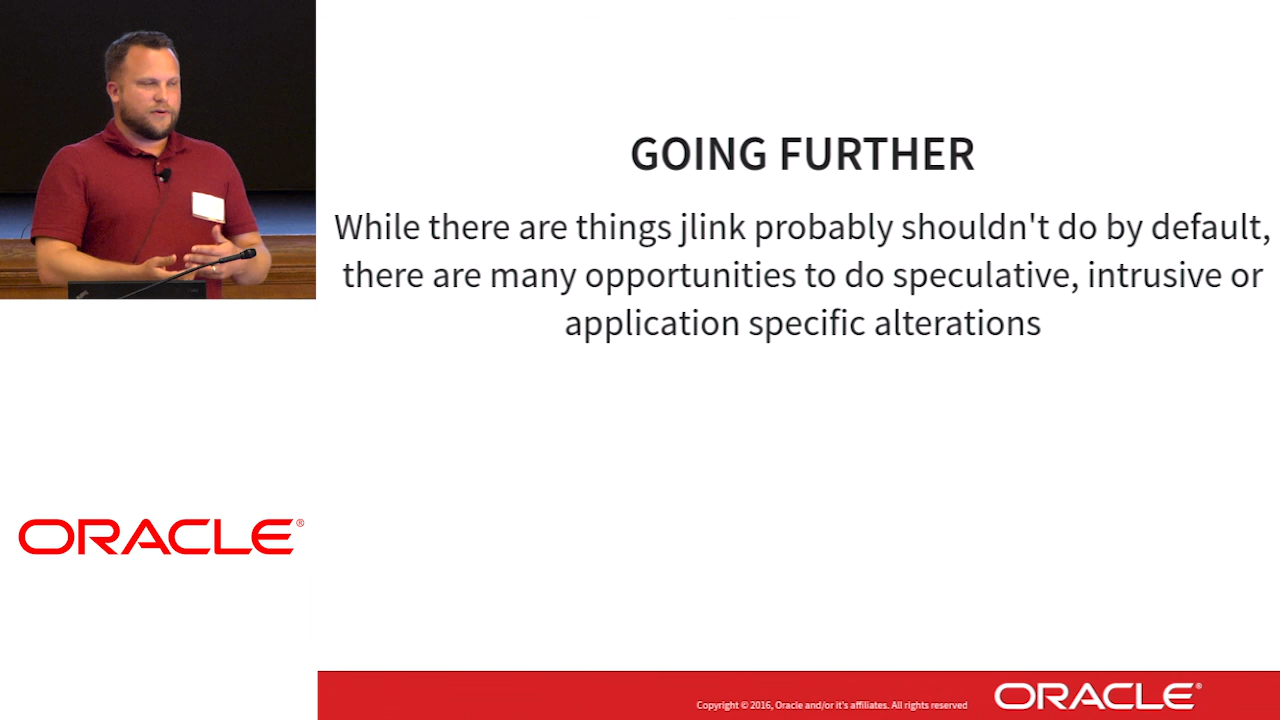 GOING FURTHER
While there are things jlink probably shouldn't do by default,
there are many opportunities to do speculative, intrusive or
application specific alterations
ORACLE®
Copyright © 2016, Oracle and/or it's affiliates. All rights reserved
ORACLE®